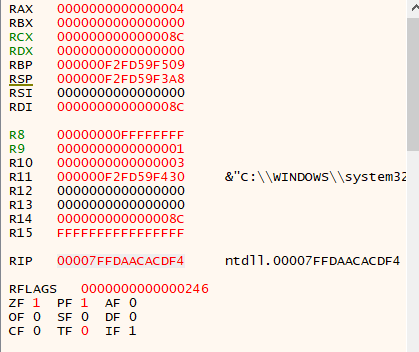 RAX 0000000000000004
RBX 0000000000000000
RCX 000000000000008C
RDX 0000000000000000
RBP 000000F2FD59F509
RSP 000000F2FD59F3A8
RSI 0000000000000000
RDI 000000000000008C
R8 00000000FFFFFFFF
R9 0000000000000001
R10 0000000000000003
R11 000000F2FD59F430 &"C:\\WINDOWS\\system32
R12 0000000000000000
R13 0000000000000000
R14 000000000000008C
R15 FFFFFFFFFFFFFFFF
RIP 00007FFDAACACDF4 ntdll.00007FFDAACACDF4
RFLAGS 0000000000000246
ZF 1 PF 1 AF 0
OF 0 SF 0 DF 0
CF 0 TF 0 IF 1